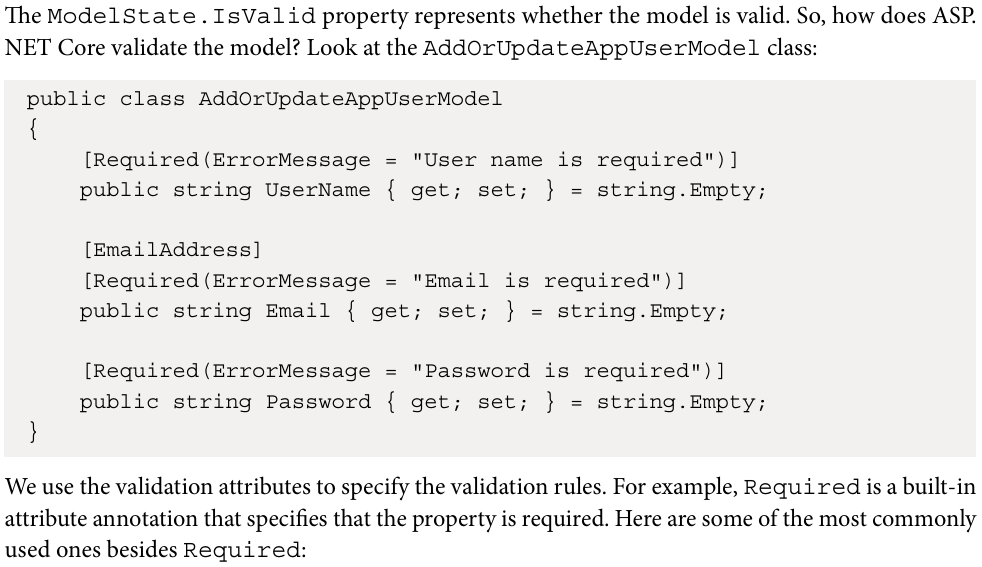 The ModelState.IsValid property represents whether the model is valid. So, how does ASP.
NET Core validate the model? Look at the AddOrUpdateAppUserModel class:
public class AddOrUpdateAppUserModel
{
    [Required(ErrorMessage = "User name is required")]
    public string UserName { get; set; } = string.Empty;

    [EmailAddress]
    [Required(ErrorMessage = "Email is required")]
    public string Email { get; set; } = string.Empty;

    [Required(ErrorMessage = "Password is required")]
    public string Password { get; set; } = string.Empty;
}
We use the validation attributes to specify the validation rules. For example, Required is a built-in
attribute annotation that specifies that the property is required. Here are some of the most commonly
used ones besides Required: